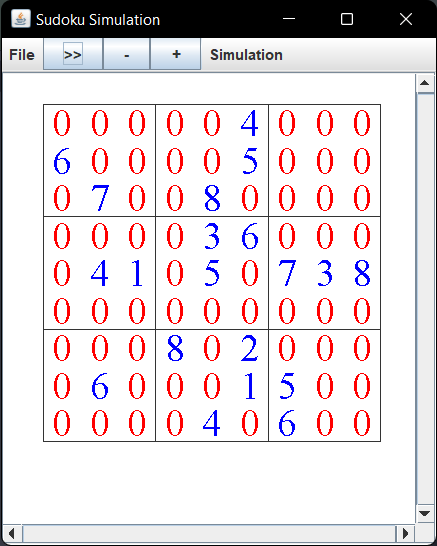 Sudoku Simulation
File >> - + Simulation
0 0 0 0 0 4 0 0 0
6 0 0 0 0 5 0 0 0
0 7 0 0 8 0 0 0 0
0 0 0 0 3 6 0 0 0
0 4 1 0 5 0 7 3 8
0 0 0 0 0 0 0 0 0
0 0 0 8 0 2 0 0 0
0 6 0 0 0 1 5 0 0
0 0 0 0 4 0 6 0 0